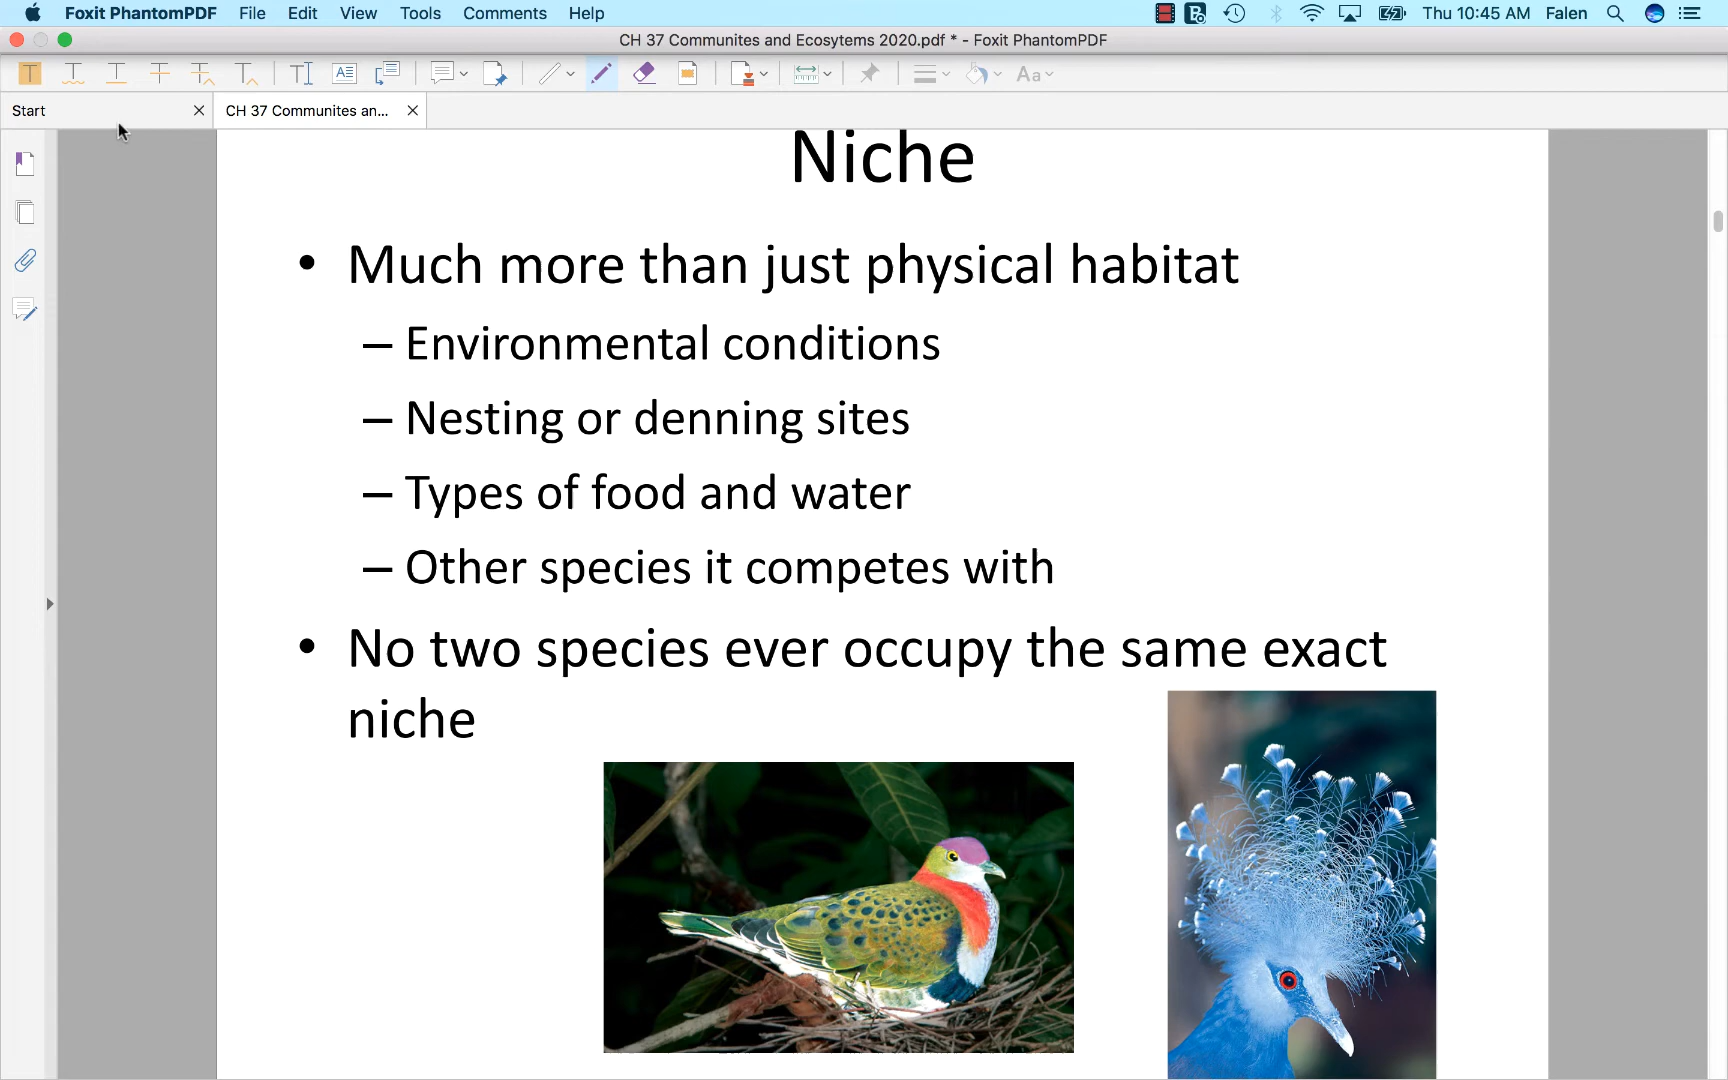 Foxit PhantomPDF File Edit View Tools Comments Help Thu 10:45 AM Falen
CH 37 Communites and Ecosytems 2020.pdf * - Foxit PhantomPDF
Start CH 37 Communites an...
Niche
• Much more than just physical habitat
– Environmental conditions
– Nesting or denning sites
– Types of food and water
– Other species it competes with
• No two species ever occupy the same exact
niche